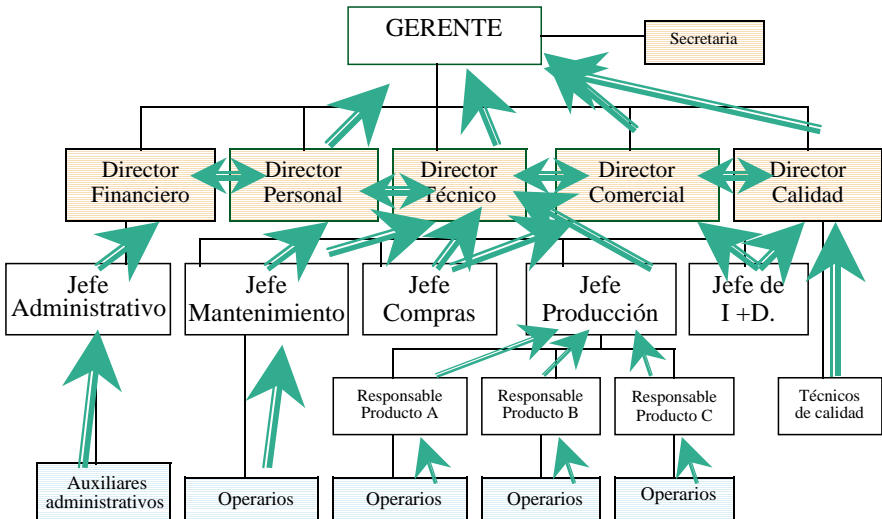 GERENTE
Secretaria
Director
Financiero
Director
Personal
Director
Técnico
Director
Comercial
Director
Calidad
Jefe
Administrativo
Jefe
Mantenimiento
Jefe
Compras
Jefe
Producción
Jefe de
I +D.
Responsable
Producto A
Responsable
Producto B
Responsable
Producto C
Técnicos
de calidad
Auxiliares
administrativos
Operarios
Operarios
Operarios
Operarios